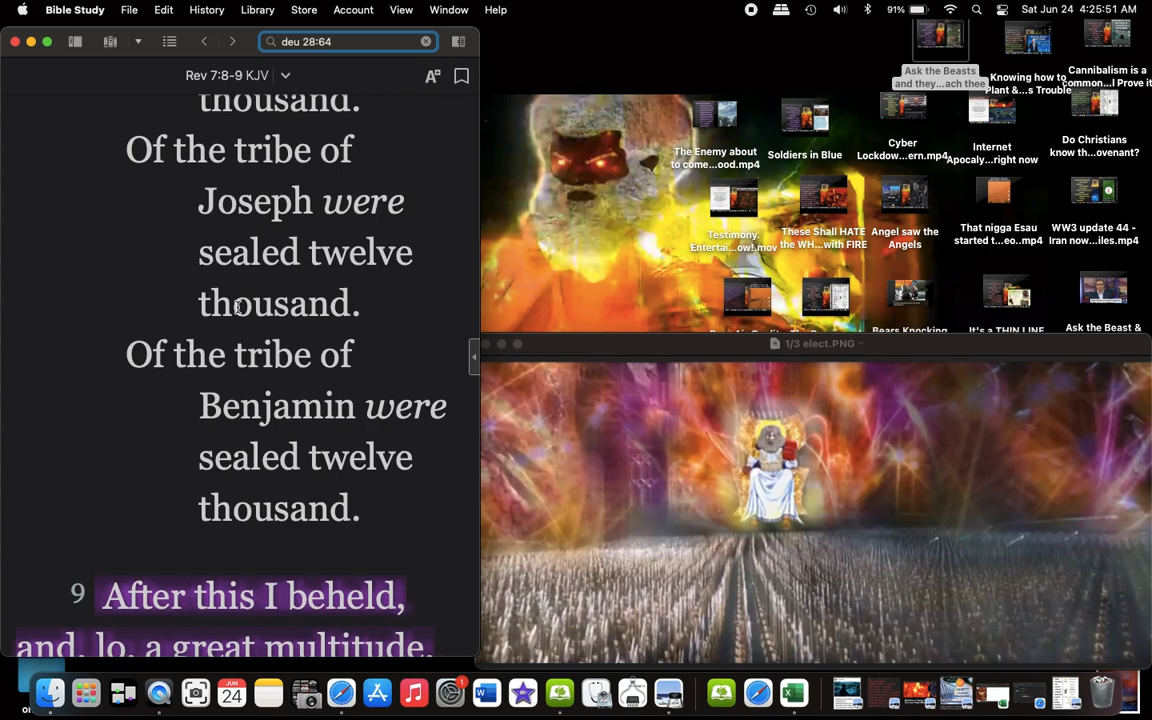 Bible Study File Edit History Library Store Account View Window Help
91% Sat Jun 24 4:25:51 AM
deu 28:64
Rev 7:8-9 KJV
thousand.
Of the tribe of
Joseph were
sealed twelve
thousand.
Of the tribe of
Benjamin were
sealed twelve
thousand.
9 After this I beheld,
and, lo, a great multitude,
Ask the Beasts
and they...ach thee
Knowing how to
Plant &...s Trouble
Cannibalism is a
common...I Prove it
The Enemy about
to come...ood.mp4
Soldiers in Blue
Cyber
Lockdow...ern.mp4
Internet
Apocaly...right now
Do Christians
know th...ovenant?
Testimony.
Entertai...ow!.mov
These Shall HATE
the WH...with FIRE
Angel saw the
Angels
That nigga Esau
started t...eo..mp4
WW3 update 44 -
Iran now...iles.mp4
Bears Knocking
It's a THIN LINE
Ask the Beast &
1/3 elect.PNG
JUN
24
1